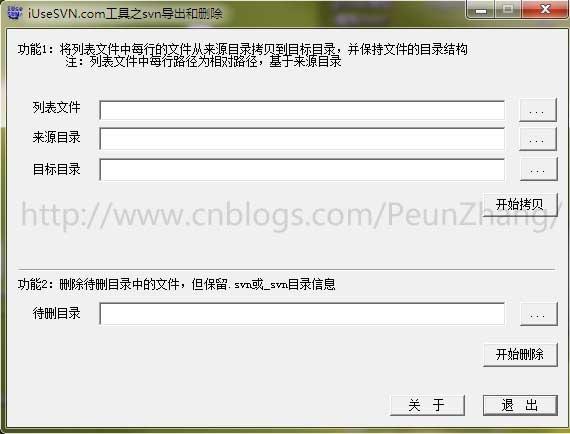 iUseSVN.com工具之svn导出和删除
功能1：将列表文件中每行的文件从来源目录拷贝到目标目录，并保持文件的目录结构
注：列表文件中每行路径为相对路径，基于来源目录
列表文件
...
来源目录
...
目标目录
...
开始拷贝
http://www.cnblogs.com/PeunZhang/
功能2：删除待删目录中的文件，但保留.svn或_svn目录信息
待删目录
...
开始删除
关 于
退 出